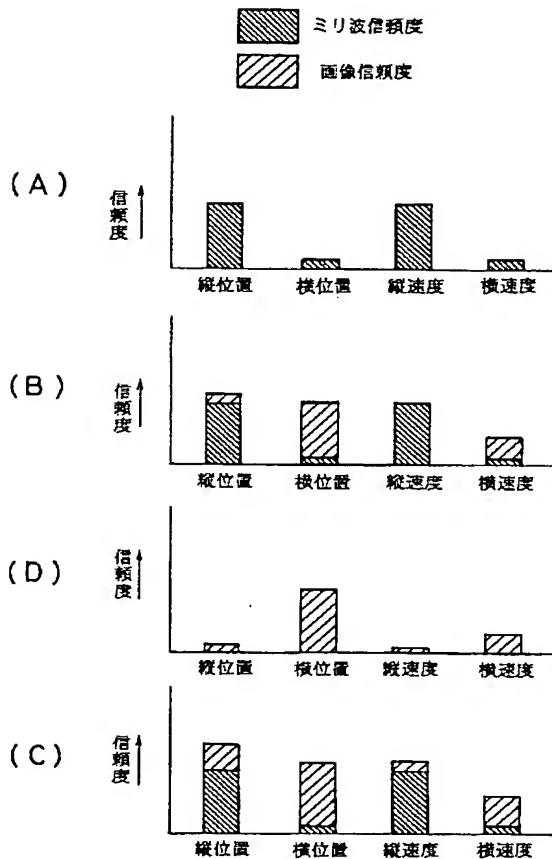 ミリ波信頼度
画像信頼度
(A)
信頼度
縦位置 横位置 縦速度 横速度
(B)
信頼度
縦位置 横位置 縦速度 横速度
(D)
信頼度
縦位置 横位置 縦速度 横速度
(C)
信頼度
縦位置 横位置 縦速度 横速度